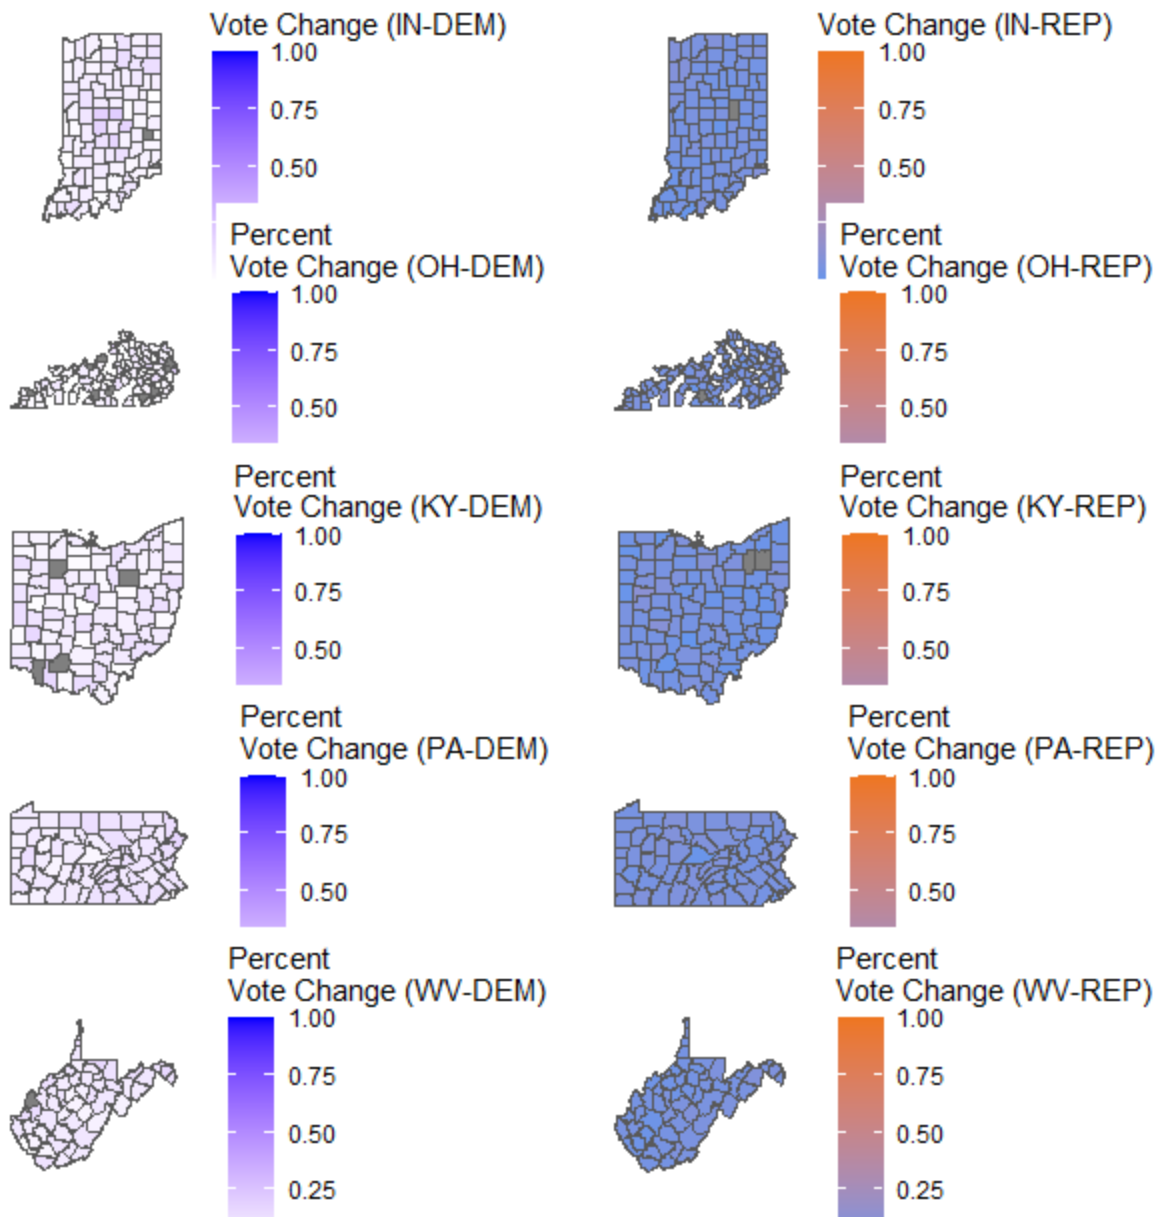 Vote Change (IN-DEM)
1.00
0.75
0.50
Vote Change (IN-REP)
1.00
0.75
0.50
Percent
Vote Change (OH-DEM)
1.00
0.75
0.50
Percent
Vote Change (OH-REP)
1.00
0.75
0.50
Percent
Vote Change (KY-DEM)
1.00
0.75
0.50
Percent
Vote Change (KY-REP)
1.00
0.75
0.50
Percent
Vote Change (PA-DEM)
1.00
0.75
0.50
Percent
Vote Change (PA-REP)
1.00
0.75
0.50
Percent
Vote Change (WV-DEM)
1.00
0.75
0.50
0.25
Percent
Vote Change (WV-REP)
1.00
0.75
0.50
0.25